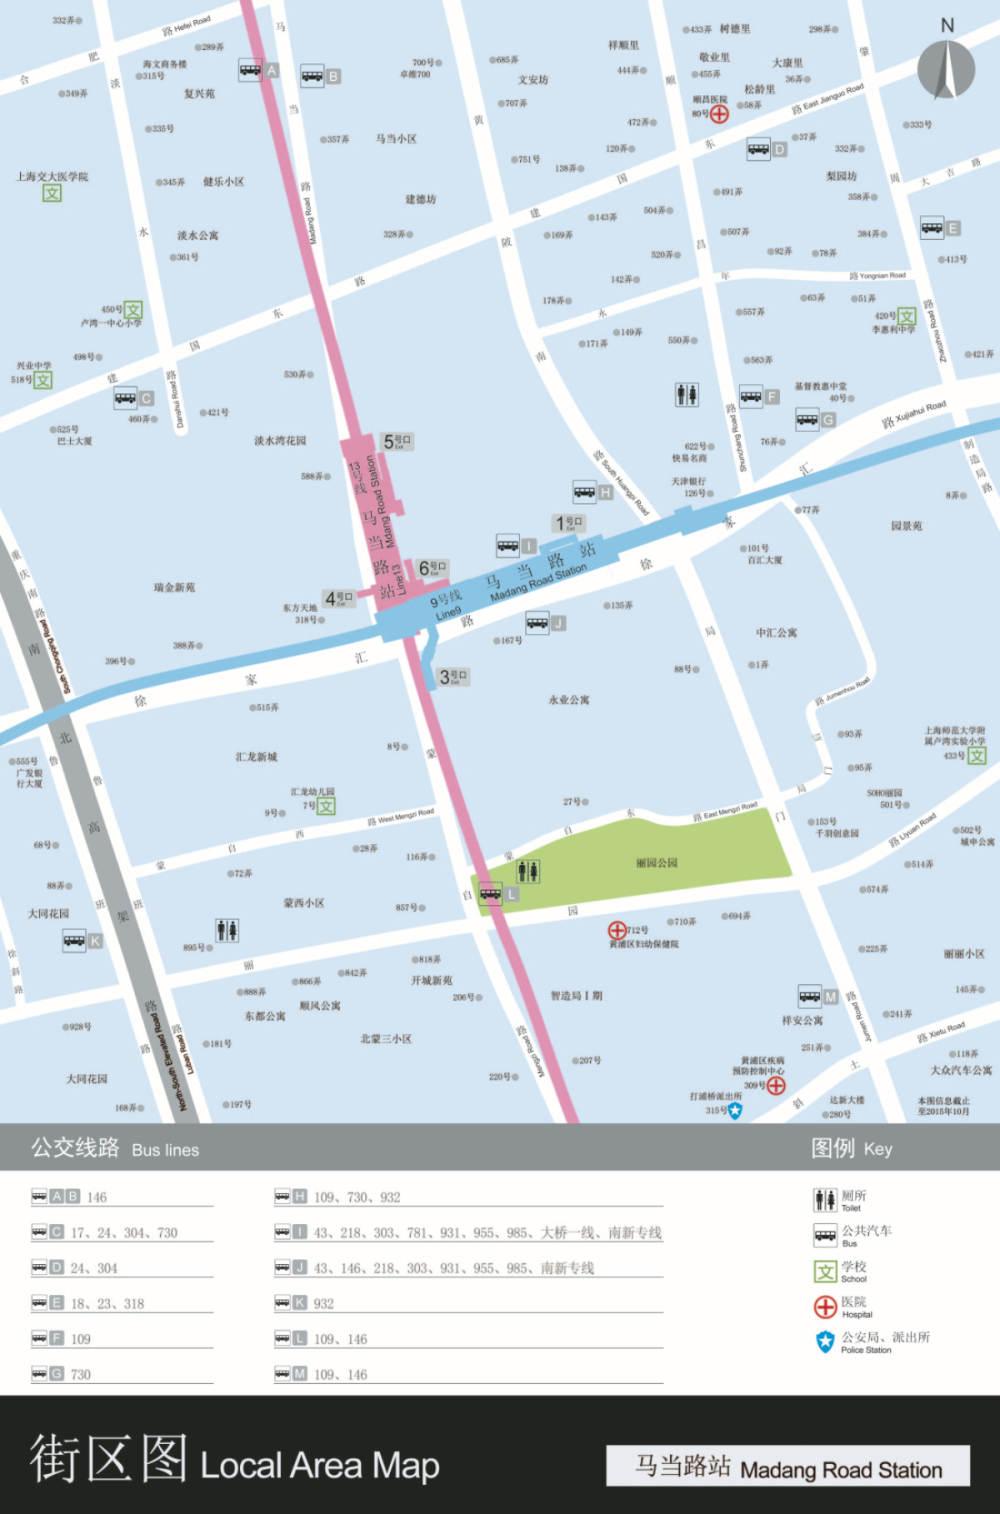 332弄
路 Hefei Road
马
289弄
433弄 树德里
298弄
N
肥
海文商务楼
315号
A
B
700号
卓维700
685弄
祥顺里
444弄
敬业里
455弄
大康里
36弄
肇
合
349弄
淡
复兴苑
文安坊
顺
松龄里
顺昌医院
80号
58弄
路 East Jianguo Road
707弄
当
黄
335号
357弄
马当小区
472弄
333号
37弄
东
D
332弄
751号
120弄
138弄
上海交大医学院
文
345弄
健乐小区
国
梨园坊
周
大
吉
路
路
Madang Road
建德坊
491弄
358弄
504弄
建
143弄
水
淡水公寓
328弄
陂
169弄
507弄
384弄
E
361号
520弄
昌
92弄
78弄
413号
路
142弄
年
路 Yongnian Road
450号
文
卢湾一中心小学
178弄
永
63弄
51弄
东
557弄
420号
文
李惠利中学
路
Zhaozhou Road
149弄
171弄
550弄
498号
国
南
563弄
421弄
兴业中学
518号
文
建
路
530弄
基督教惠中堂
40号
C
Danshui Road
460弄
421号
F
G
路 Xujiahui Road
525号
巴士大厦
淡水湾花园
5号口
Exit
路
Shunchang Road
76弄
622号
快易名商
制
造
局
路
588弄
13号线
马当路站
Madang Road Station
Line13
路
South Huangpi Road
汇
天津银行
126号
H
8弄
77弄
1号口
Exit
家
园景苑
重
庆
南
路
South Chongqing Road
I
101号
百汇大厦
6号口
Exit
马当路站
Madang Road Station
徐
瑞金新苑
4号口
Exit
9号线
Line9
东方天地
318号
135弄
路
J
局
中汇公寓
南
388弄
167号
396号
汇
3号口
Exit
88号
1弄
家
徐
永业公寓
路 Jumenhou Road
515弄
北
8号
蒙
93弄
上海师范大学附
属卢湾实验小学
433号
文
555号
广发银
行大厦
鲁
汇龙新城
门
95弄
鲁
汇龙幼儿园
7号
文
局
SOHO丽园
501号
27号
9号
路 West Mengzi Road
东
路 East Mengzi Road
门
153号
千羽创意园
路 Liyuan Road
高
西
自
502号
城中公寓
68号
自
28弄
蒙
116弄
丽园公园
514弄
蒙
72弄
88弄
自
L
574弄
班
班
蒙西小区
857号
园
大同花园
架
694弄
710弄
712号
黄浦区妇幼保健院
K
895号
225弄
徐
斜
路
丽
818弄
丽丽小区
842弄
866弄
开城新苑
888弄
145弄
206号
智造局Ⅰ期
M
路
Jumen Road
东都公寓
顺风公寓
祥安公寓
241弄
路
928号
路
North-South Elevated Road
路
Luban Road
181号
北蒙三小区
路
Mengzi Road
251弄
路 Xietu Road
207号
黄浦区疾病
预防控制中心
309号
土
118弄
大众汽车公寓
大同花园
220号
打浦桥派出所
315号
斜
达新大楼
280号
本图信息截止
至2015年10月
168弄
197号
公交线路 Bus lines
图例 Key
A B 146
H 109、730、932
厕所
Toilet
C 17、24、304、730
I 43、218、303、781、931、955、985、大桥一线、南新专线
公共汽车
Bus
D 24、304
J 43、146、218、303、931、955、985、南新专线
文 学校
School
E 18、23、318
K 932
医院
Hospital
F 109
L 109、146
公安局、派出所
Police Station
G 730
M 109、146
街区图 Local Area Map
马当路站 Madang Road Station